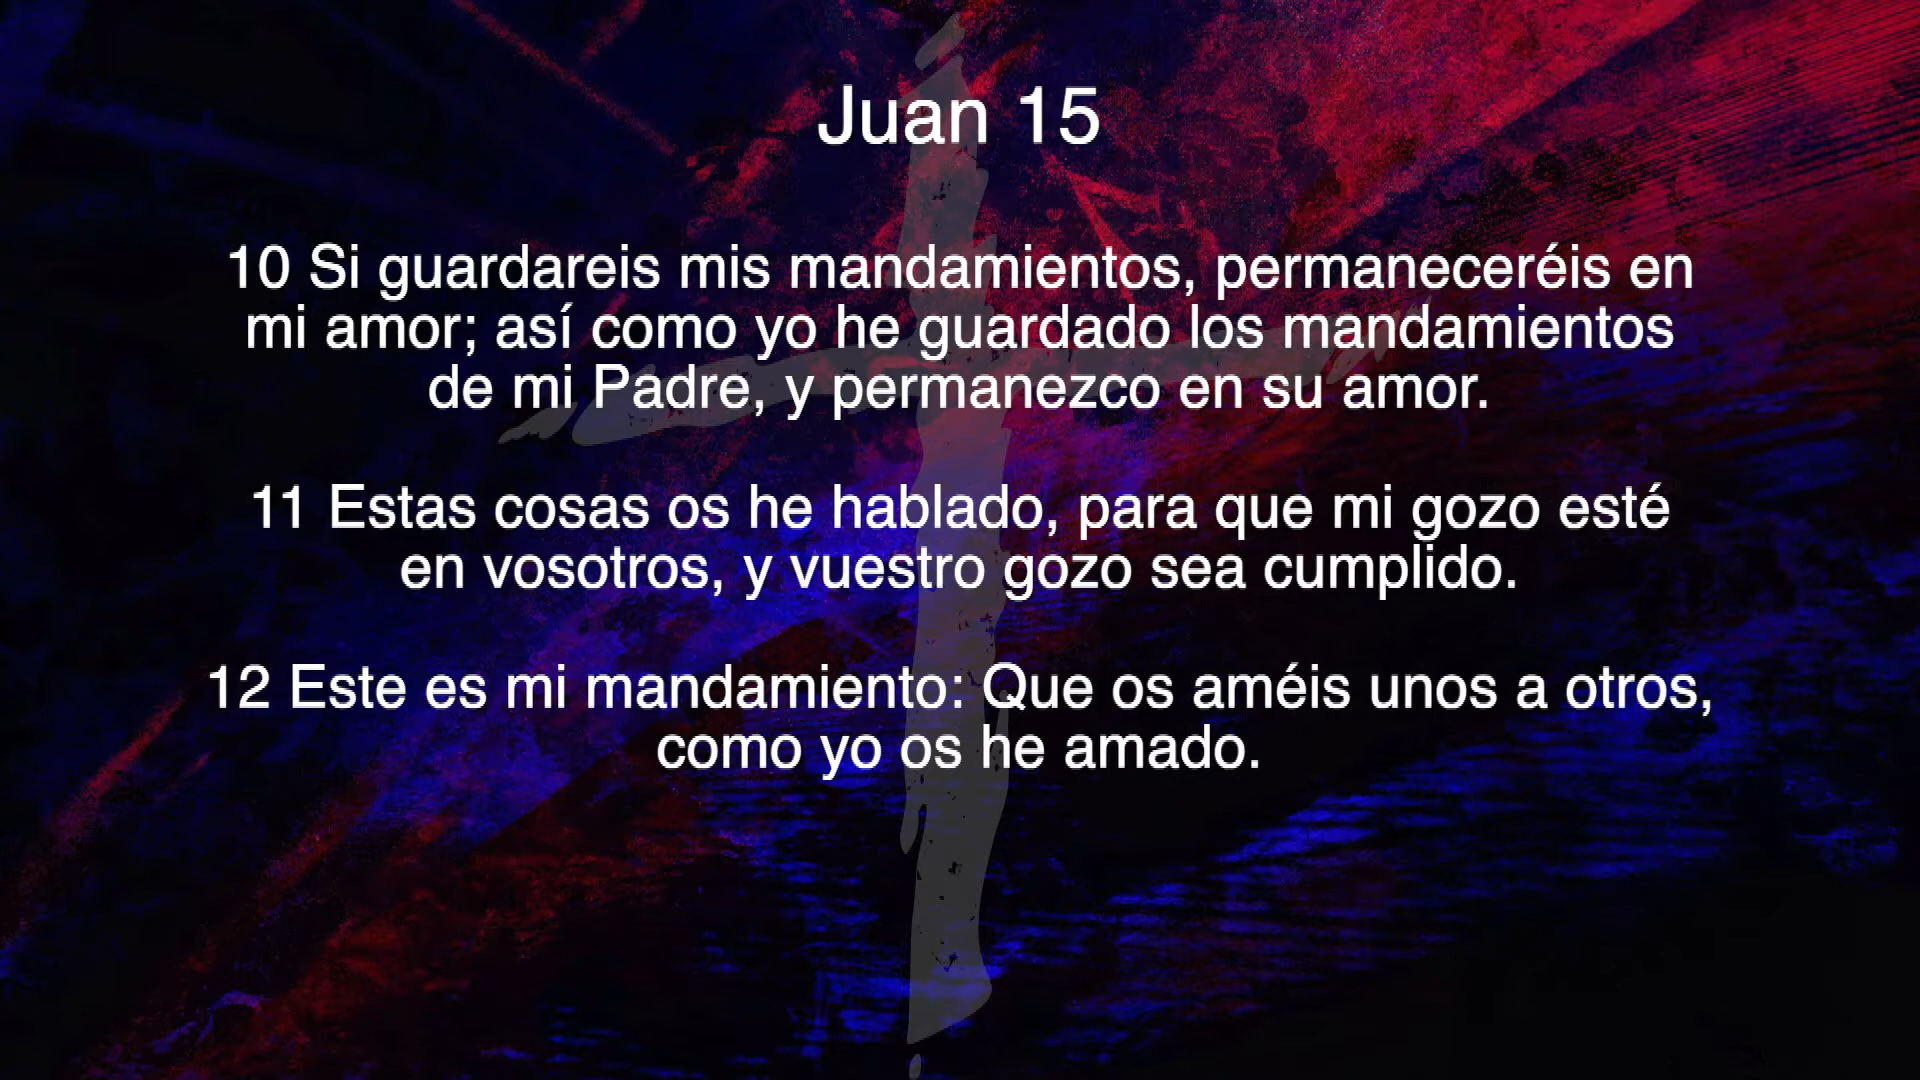 Juan 15
10 Si guardareis mis mandamientos, permaneceréis en
mi amor; así como yo he guardado los mandamientos
de mi Padre, y permanezco en su amor.
11 Estas cosas os he hablado, para que mi gozo esté
en vosotros, y vuestro gozo sea cumplido.
12 Este es mi mandamiento: Que os améis unos a otros,
como yo os he amado.